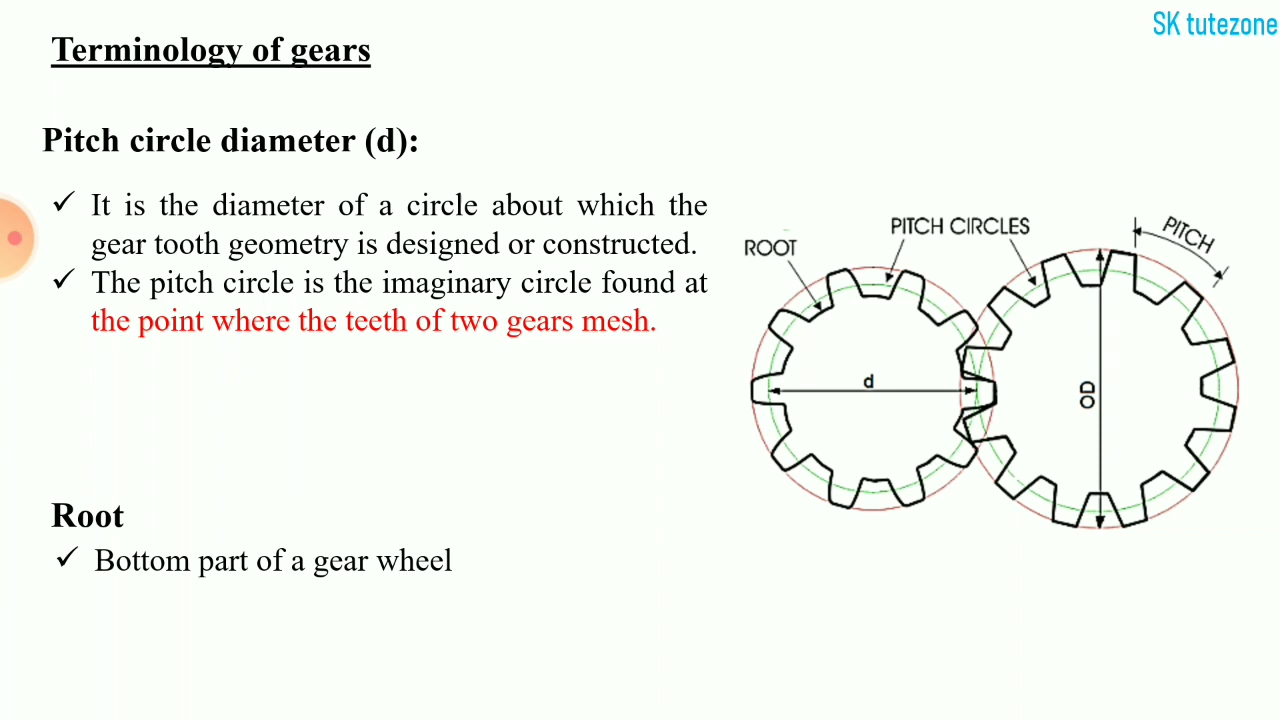 SK tutezone
Terminology of gears
Pitch circle diameter (d):
✓ It is the diameter of a circle about which the
gear tooth geometry is designed or constructed.
✓ The pitch circle is the imaginary circle found at
the point where the teeth of two gears mesh.
Root
✓ Bottom part of a gear wheel
ROOT
PITCH CIRCLES
PITCH
d
OD